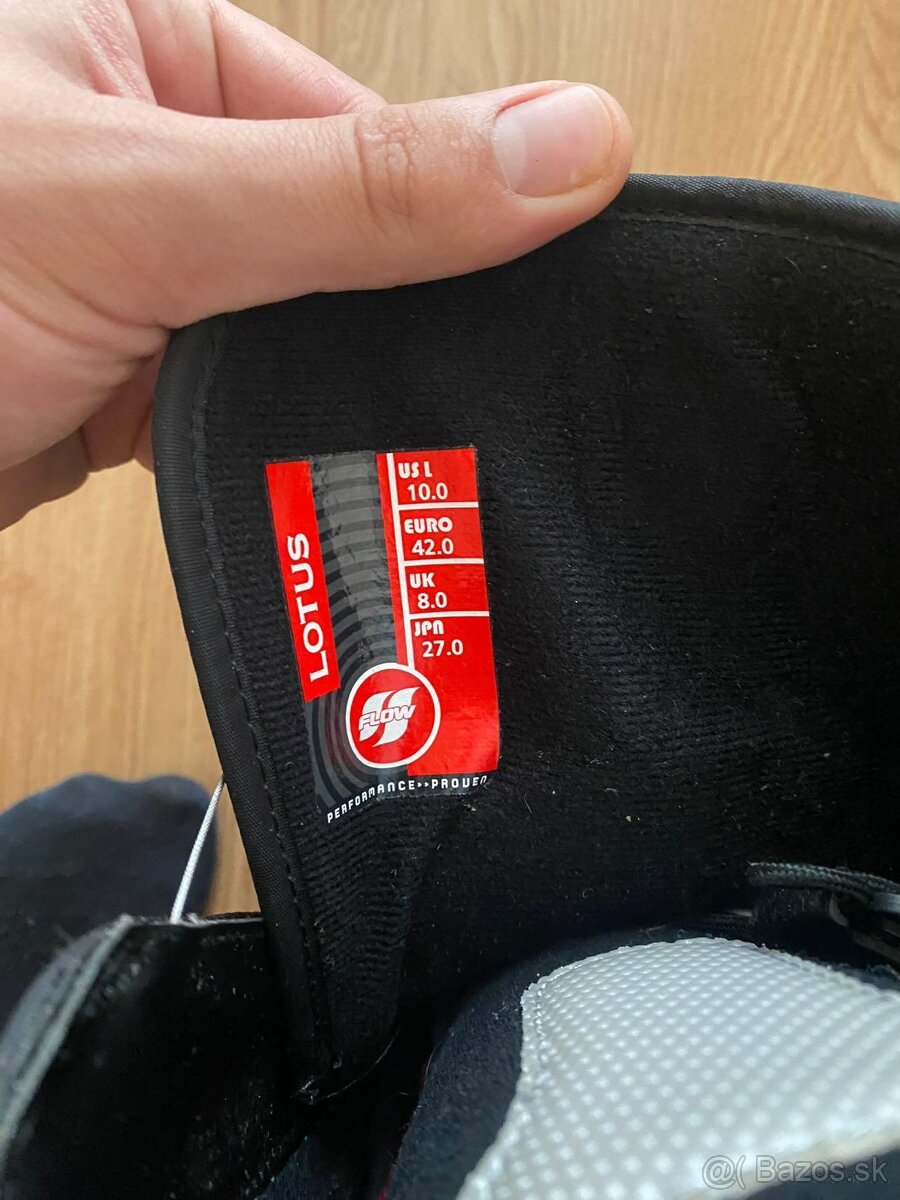 LOTUS
US L
10.0
EURO
42.0
UK
8.0
JPN
27.0
FLOW
PERFORMANCE▸▸PROVEN
@( Bazos.sk